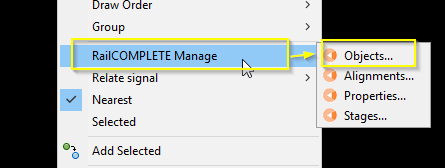 Draw Order
Group
RailCOMPLETE Manage
Relate signal
Nearest
Selected
Add Selected
Objects...
Alignments...
Properties...
Stages...